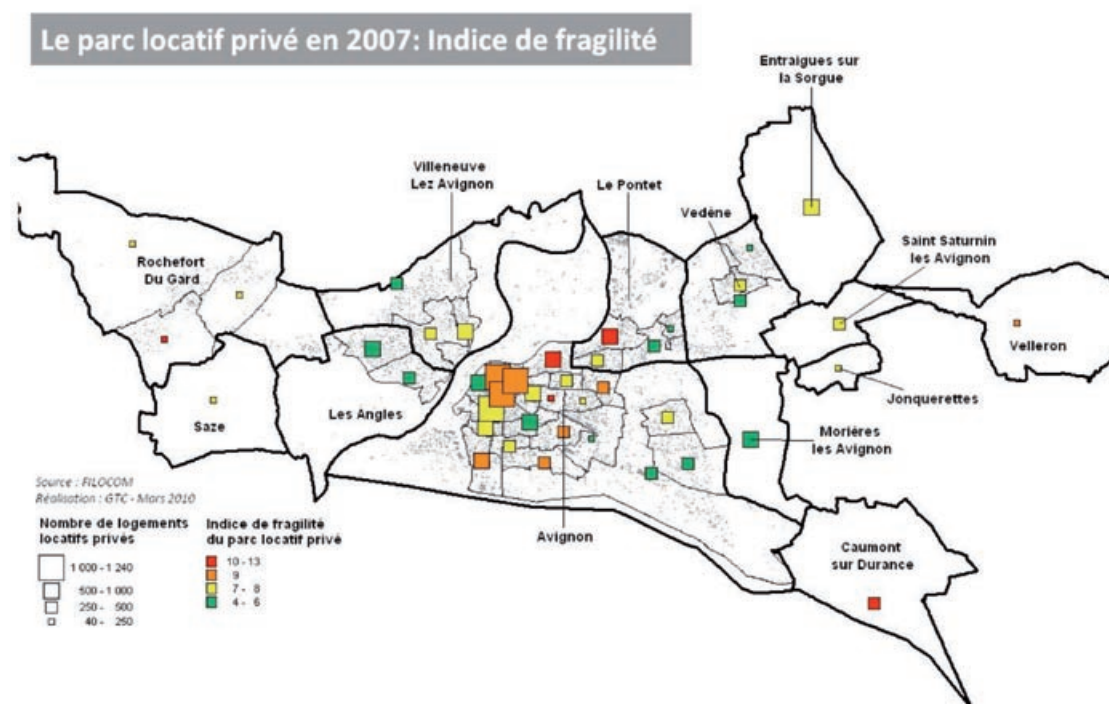 Le parc locatif privé en 2007: Indice de fragilité
Entraigues sur
la Sorgue
Villeneuve
Lez Avignon
Le Pontet
Vedène
Saint Saturnin
les Avignon
Rochefort
Du Gard
Velleron
Les Angles
Jonquerettes
Saze
Morières
les Avignon
Source : FILOCOM
Réalisation : GTC - Mars 2010
Avignon
Caumont
sur Durance
Nombre de logements
locatifs privés
1 000 - 1 240
500 - 1 000
250 - 500
40 - 250
Indice de fragilité
du parc locatif privé
10 - 13
9
7 - 8
4 - 6